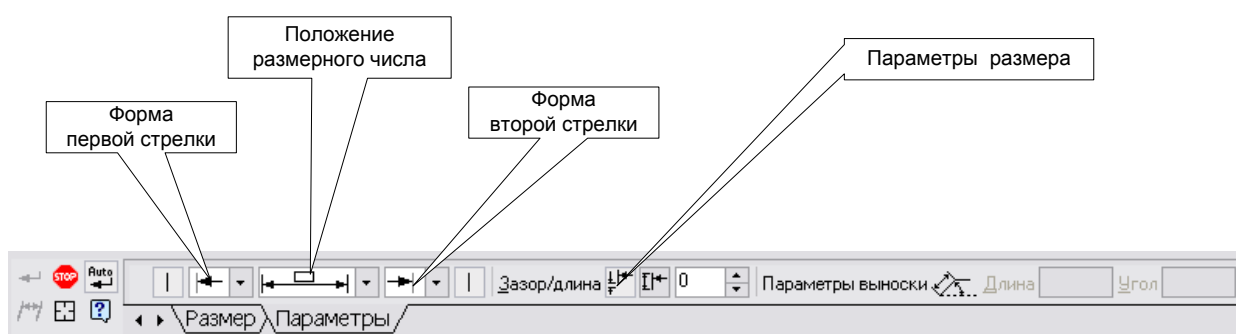 Положение
размерного числа
Параметры размера
Форма
первой стрелки
Форма
второй стрелки
STOP Auto Зазор/длина 0 Параметры выноски Длина Угол
Размер Параметры